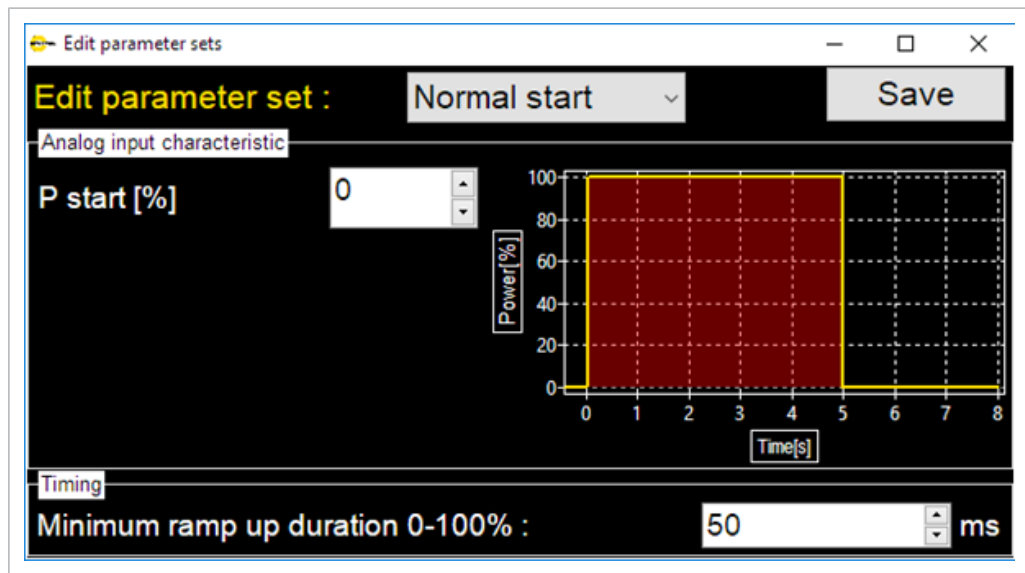 Edit parameter sets
Edit parameter set : Normal start Save
Analog input characteristic
P start [%] 0
100
80
60
40
20
0
Power[%]
0 1 2 3 4 5 6 7 8
Time[s]
Timing
Minimum ramp up duration 0-100% : 50 ms